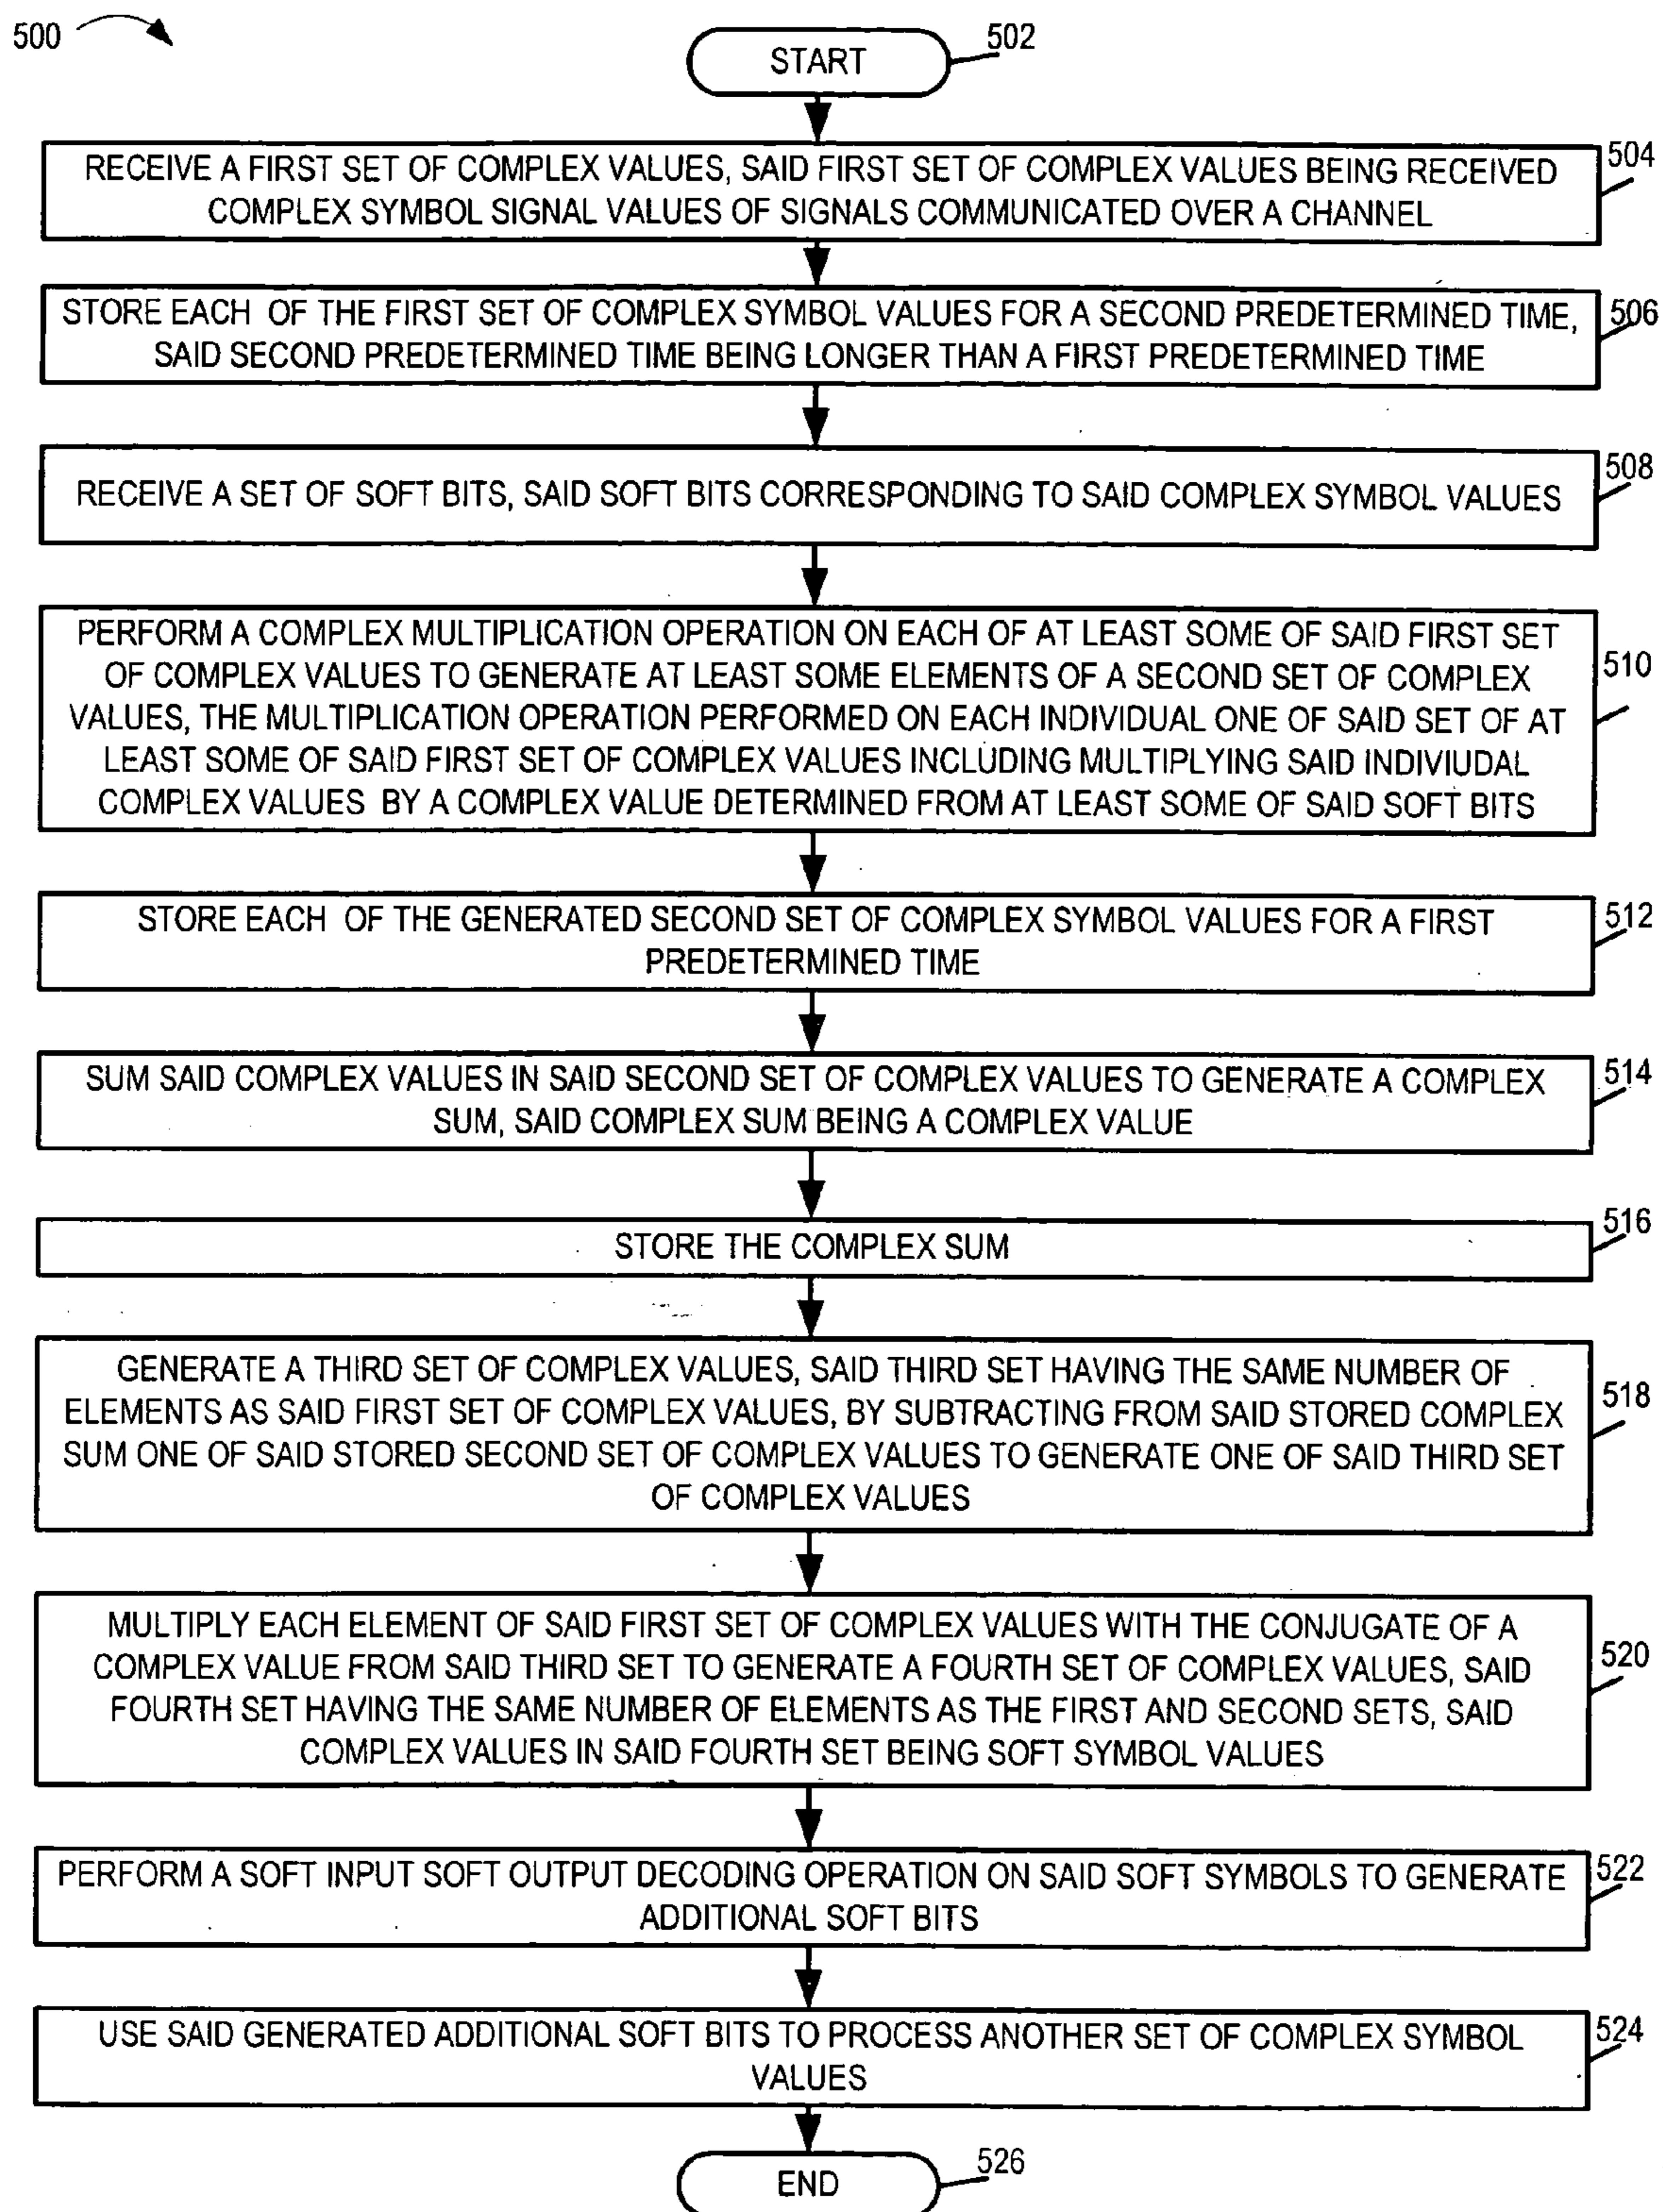 500
START
502
RECEIVE A FIRST SET OF COMPLEX VALUES, SAID FIRST SET OF COMPLEX VALUES BEING RECEIVED
COMPLEX SYMBOL SIGNAL VALUES OF SIGNALS COMMUNICATED OVER A CHANNEL
504
STORE EACH OF THE FIRST SET OF COMPLEX SYMBOL VALUES FOR A SECOND PREDETERMINED TIME,
SAID SECOND PREDETERMINED TIME BEING LONGER THAN A FIRST PREDETERMINED TIME
506
RECEIVE A SET OF SOFT BITS, SAID SOFT BITS CORRESPONDING TO SAID COMPLEX SYMBOL VALUES
508
PERFORM A COMPLEX MULTIPLICATION OPERATION ON EACH OF AT LEAST SOME OF SAID FIRST SET
OF COMPLEX VALUES TO GENERATE AT LEAST SOME ELEMENTS OF A SECOND SET OF COMPLEX
VALUES, THE MULTIPLICATION OPERATION PERFORMED ON EACH INDIVIDUAL ONE OF SAID SET OF AT
LEAST SOME OF SAID FIRST SET OF COMPLEX VALUES INCLUDING MULTIPLYING SAID INDIVIUDAL
COMPLEX VALUES BY A COMPLEX VALUE DETERMINED FROM AT LEAST SOME OF SAID SOFT BITS
510
STORE EACH OF THE GENERATED SECOND SET OF COMPLEX SYMBOL VALUES FOR A FIRST
PREDETERMINED TIME
512
SUM SAID COMPLEX VALUES IN SAID SECOND SET OF COMPLEX VALUES TO GENERATE A COMPLEX
SUM, SAID COMPLEX SUM BEING A COMPLEX VALUE
514
STORE THE COMPLEX SUM
516
GENERATE A THIRD SET OF COMPLEX VALUES, SAID THIRD SET HAVING THE SAME NUMBER OF
ELEMENTS AS SAID FIRST SET OF COMPLEX VALUES, BY SUBTRACTING FROM SAID STORED COMPLEX
SUM ONE OF SAID STORED SECOND SET OF COMPLEX VALUES TO GENERATE ONE OF SAID THIRD SET
OF COMPLEX VALUES
518
MULTIPLY EACH ELEMENT OF SAID FIRST SET OF COMPLEX VALUES WITH THE CONJUGATE OF A
COMPLEX VALUE FROM SAID THIRD SET TO GENERATE A FOURTH SET OF COMPLEX VALUES, SAID
FOURTH SET HAVING THE SAME NUMBER OF ELEMENTS AS THE FIRST AND SECOND SETS, SAID
COMPLEX VALUES IN SAID FOURTH SET BEING SOFT SYMBOL VALUES
520
PERFORM A SOFT INPUT SOFT OUTPUT DECODING OPERATION ON SAID SOFT SYMBOLS TO GENERATE
ADDITIONAL SOFT BITS
522
USE SAID GENERATED ADDITIONAL SOFT BITS TO PROCESS ANOTHER SET OF COMPLEX SYMBOL
VALUES
524
END
526